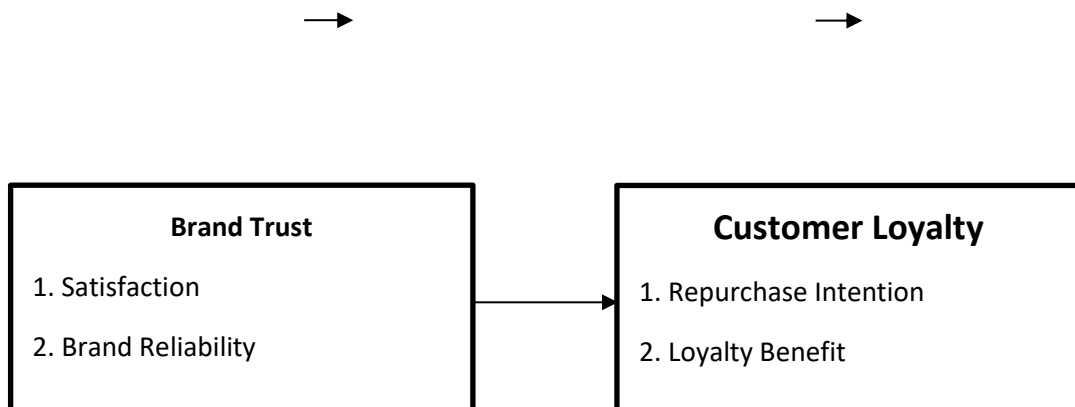 Brand Trust
1. Satisfaction
2. Brand Reliability
Customer Loyalty
1. Repurchase Intention
2. Loyalty Benefit